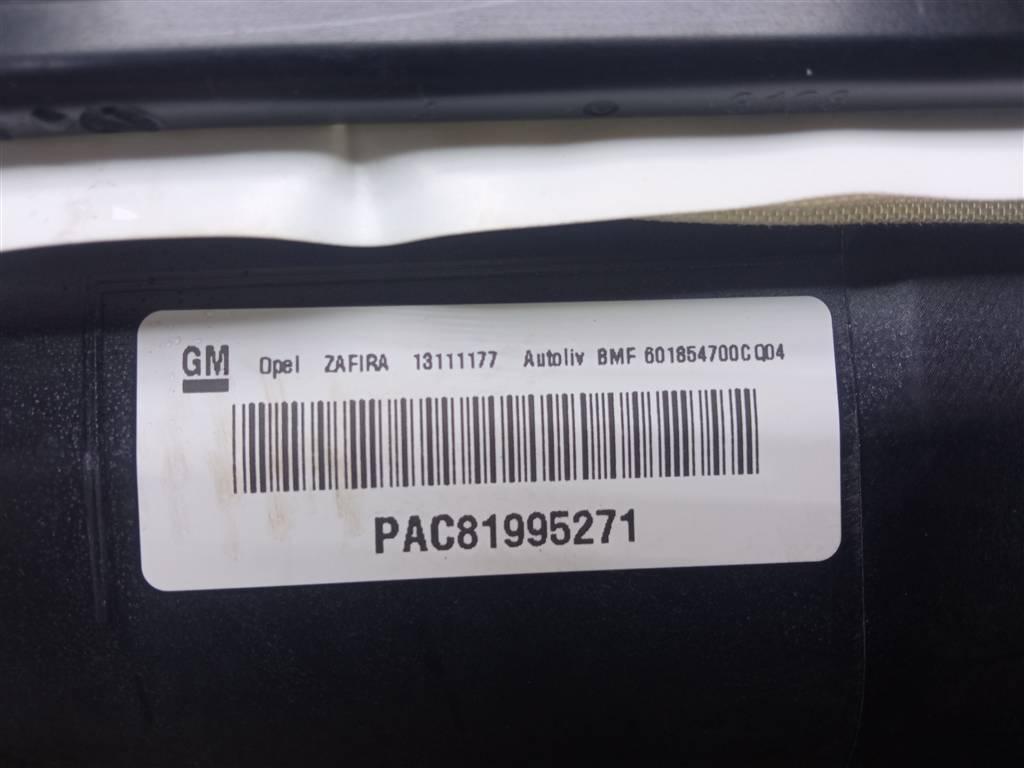 GM Opel ZAFIRA 13111177 Autoliv BMF 601854700C Q04
PAC81995271